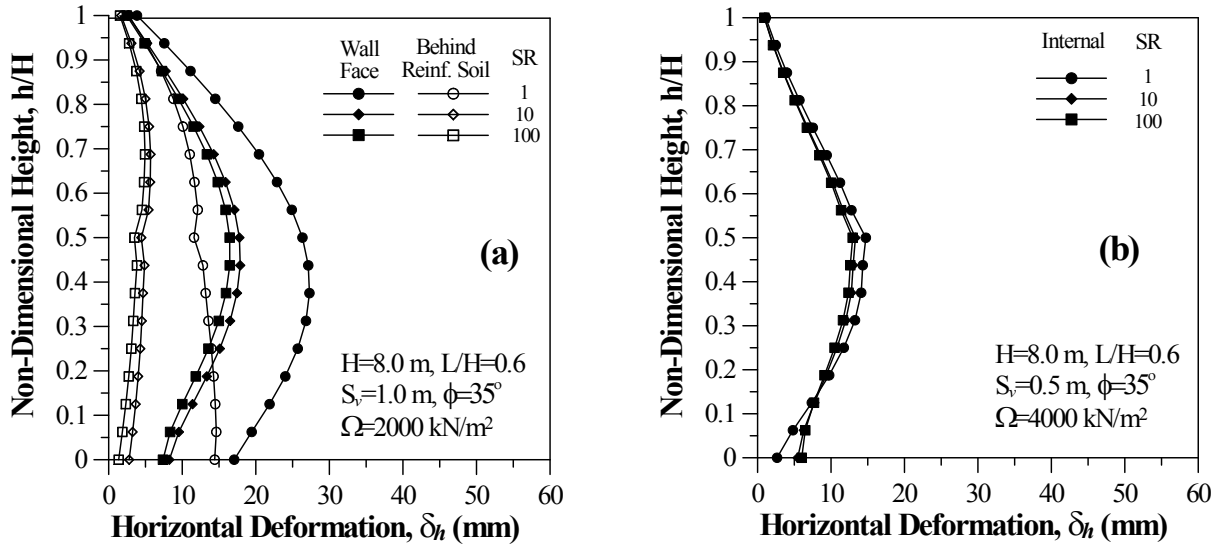 Non-Dimensional Height, h/H
1
0.9
0.8
0.7
0.6
0.5
0.4
0.3
0.2
0.1
0
Wall Face
Behind Reinf. Soil
SR
1
10
100
(a)
H=8.0 m, L/H=0.6
Sv=1.0 m, ϕ=35°
Ω=2000 kN/m²
0 10 20 30 40 50 60
Horizontal Deformation, δh (mm)
Non-Dimensional Height, h/H
1
0.9
0.8
0.7
0.6
0.5
0.4
0.3
0.2
0.1
0
Internal SR
1
10
100
(b)
H=8.0 m, L/H=0.6
Sv=0.5 m, ϕ=35°
Ω=4000 kN/m²
0 10 20 30 40 50 60
Horizontal Deformation, δh (mm)